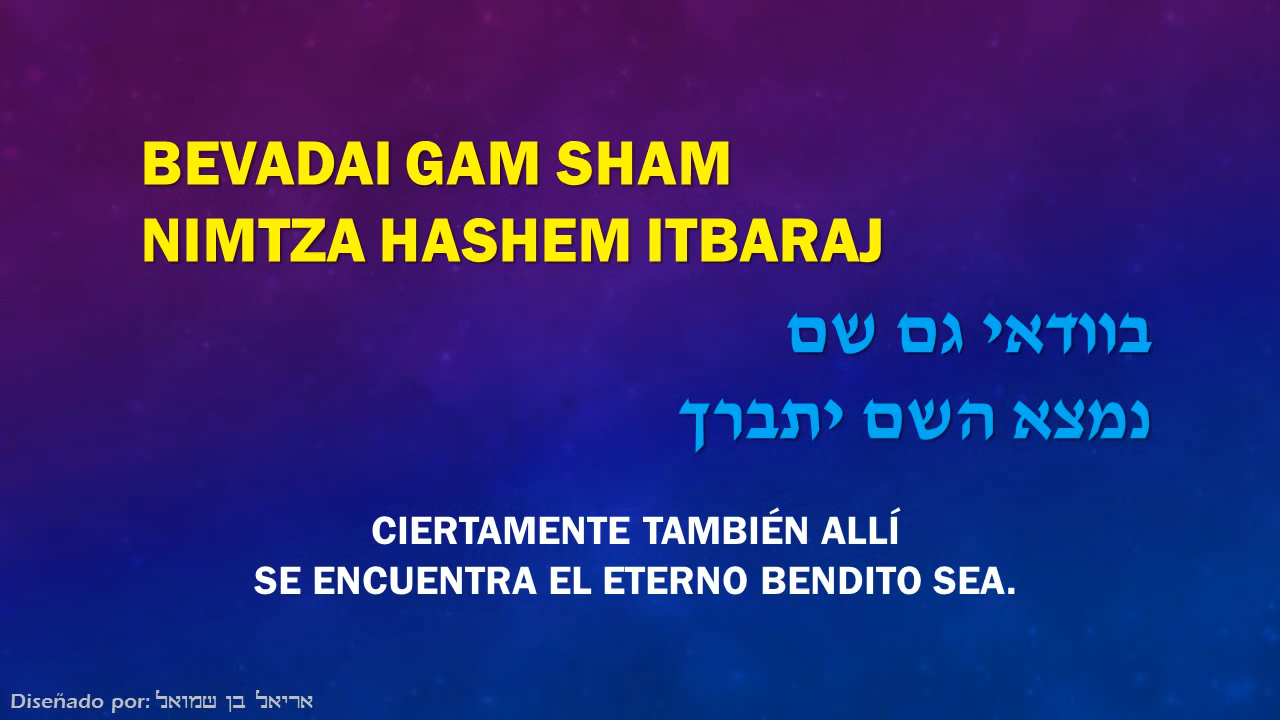 BEVADAI GAM SHAM
NIMTZA HASHEM ITBARAJ
בוודאי גם שם
נמצא השם יתברך
CIERTAMENTE TAMBIÉN ALLÍ
SE ENCUENTRA EL ETERNO BENDITO SEA.
Diseñado por: אריאל בן שמואל